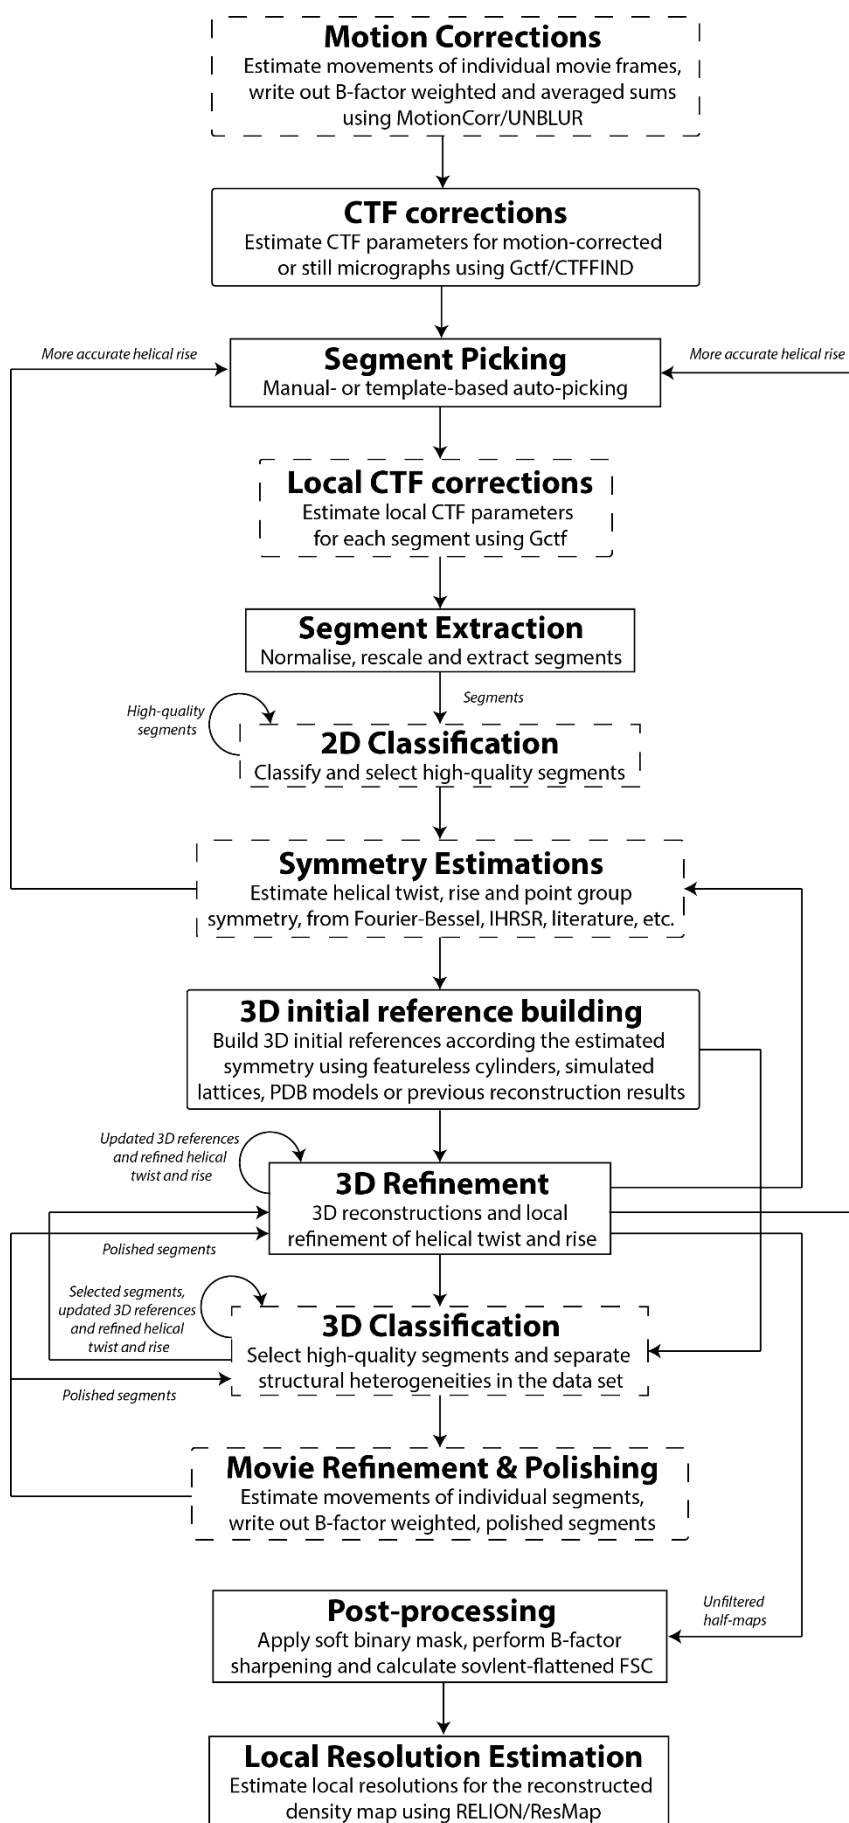 Motion Corrections
Estimate movements of individual movie frames,
write out B-factor weighted and averaged sums
using MotionCorr/UNBLUR
CTF corrections
Estimate CTF parameters for motion-corrected
or still micrographs using Gctf/CTFFIND
More accurate helical rise
More accurate helical rise
Segment Picking
Manual- or template-based auto-picking
Local CTF corrections
Estimate local CTF parameters
for each segment using Gctf
Segment Extraction
Normalise, rescale and extract segments
Segments
High-quality
segments
2D Classification
Classify and select high-quality segments
Symmetry Estimations
Estimate helical twist, rise and point group
symmetry, from Fourier-Bessel, IHRSR, literature, etc.
3D initial reference building
Build 3D initial references according the estimated
symmetry using featureless cylinders, simulated
lattices, PDB models or previous reconstruction results
Updated 3D references
and refined helical
twist and rise
3D Refinement
3D reconstructions and local
refinement of helical twist and rise
Polished segments
Selected segments,
updated 3D references
and refined helical
twist and rise
3D Classification
Select high-quality segments and separate
structural heterogeneities in the data set
Polished segments
Movie Refinement & Polishing
Estimate movements of individual segments,
write out B-factor weighted, polished segments
Unfiltered
half-maps
Post-processing
Apply soft binary mask, perform B-factor
sharpening and calculate sovlent-flattened FSC
Local Resolution Estimation
Estimate local resolutions for the reconstructed
density map using RELION/ResMap